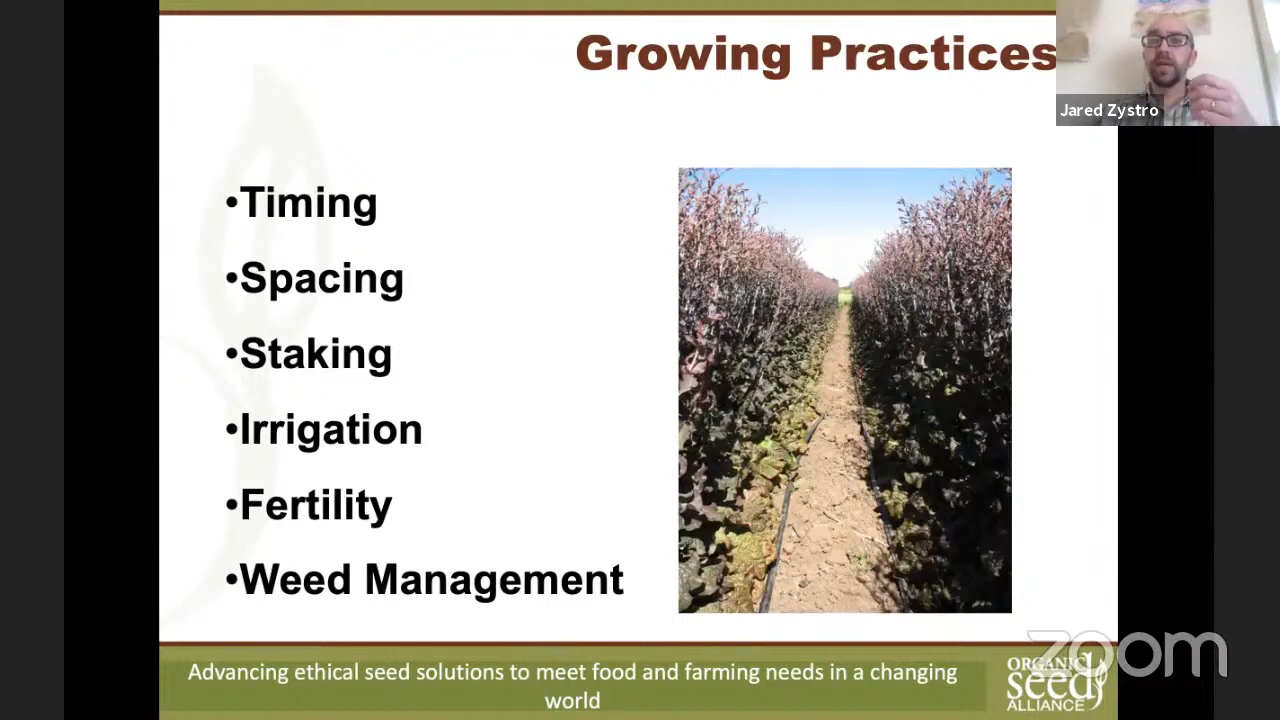 Growing Practices
Jared Zystro
•Timing
•Spacing
•Staking
•Irrigation
•Fertility
•Weed Management
Advancing ethical seed solutions to meet food and farming needs in a changing
world
ORGANIC
seed
ALLIANCE
zoom